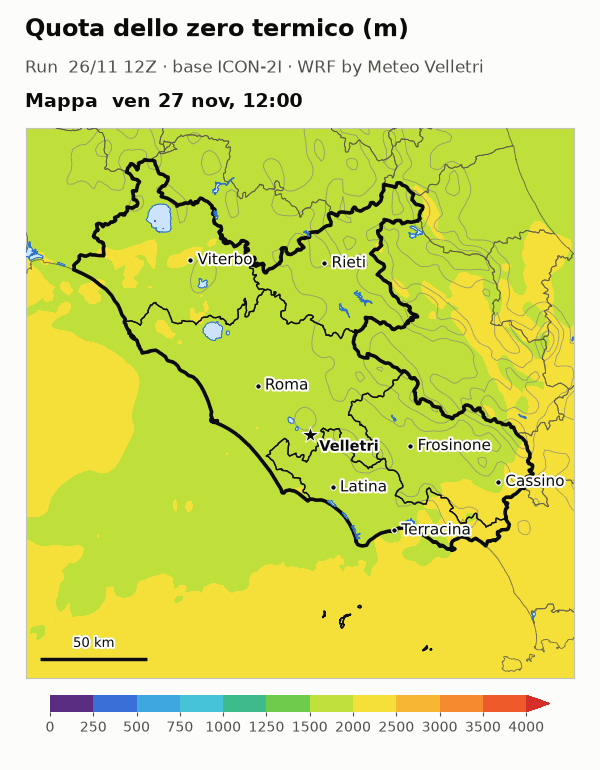 Quota dello zero termico (m)
Run  26/11 12Z · base ICON-2I · WRF by Meteo Velletri
Mappa  ven 27 nov, 12:00
Viterbo
Rieti
Roma
Velletri
Frosinone
Cassino
Latina
Terracina
50 km
0 250 500 750 1000 1250 1500 2000 2500 3000 3500 4000